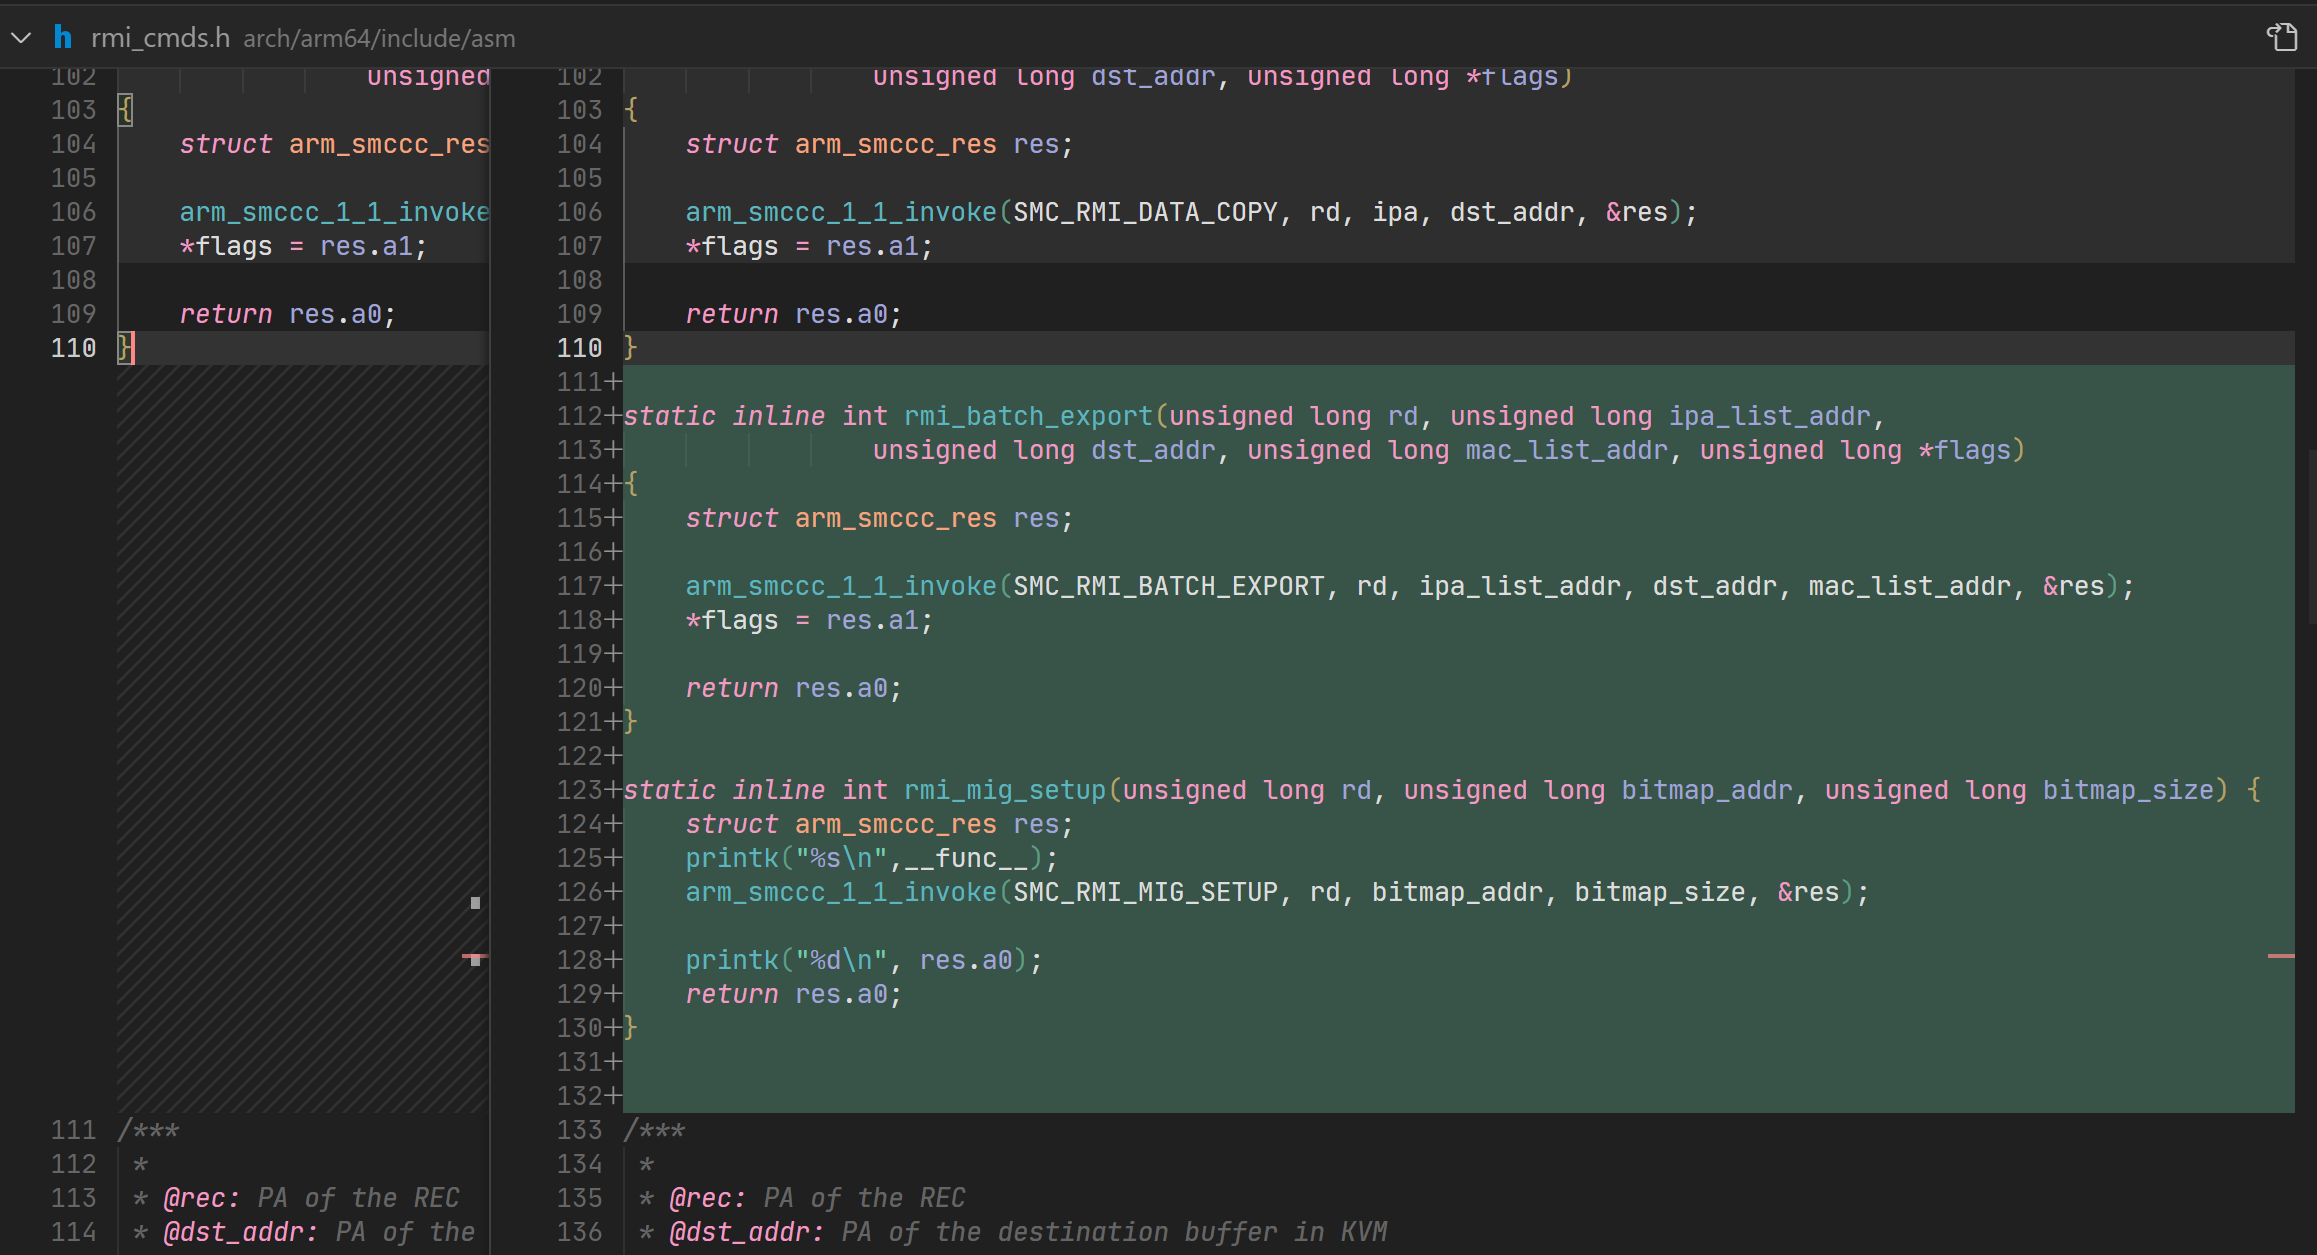 rmi_cmds.h arch/arm64/include/asm
102 unsigned
103 {
104 struct arm_smccc_res
105
106 arm_smccc_1_1_invoke
107 *flags = res.a1;
108
109 return res.a0;
110 }
111 /***
112 *
113 * @rec: PA of the REC
114 * @dst_addr: PA of the
102 unsigned long dst_addr, unsigned long *flags)
103 {
104 struct arm_smccc_res res;
105
106 arm_smccc_1_1_invoke(SMC_RMI_DATA_COPY, rd, ipa, dst_addr, &res);
107 *flags = res.a1;
108
109 return res.a0;
110 }
111+
112+ static inline int rmi_batch_export(unsigned long rd, unsigned long ipa_list_addr,
113+ unsigned long dst_addr, unsigned long mac_list_addr, unsigned long *flags)
114+ {
115+ struct arm_smccc_res res;
116+
117+ arm_smccc_1_1_invoke(SMC_RMI_BATCH_EXPORT, rd, ipa_list_addr, dst_addr, mac_list_addr, &res);
118+ *flags = res.a1;
119+
120+ return res.a0;
121+ }
122+
123+ static inline int rmi_mig_setup(unsigned long rd, unsigned long bitmap_addr, unsigned long bitmap_size) {
124+ struct arm_smccc_res res;
125+ printk("%s\n",__func__);
126+ arm_smccc_1_1_invoke(SMC_RMI_MIG_SETUP, rd, bitmap_addr, bitmap_size, &res);
127+
128+ printk("%d\n", res.a0);
129+ return res.a0;
130+ }
131+
132+
133 /***
134 *
135 * @rec: PA of the REC
136 * @dst_addr: PA of the destination buffer in KVM